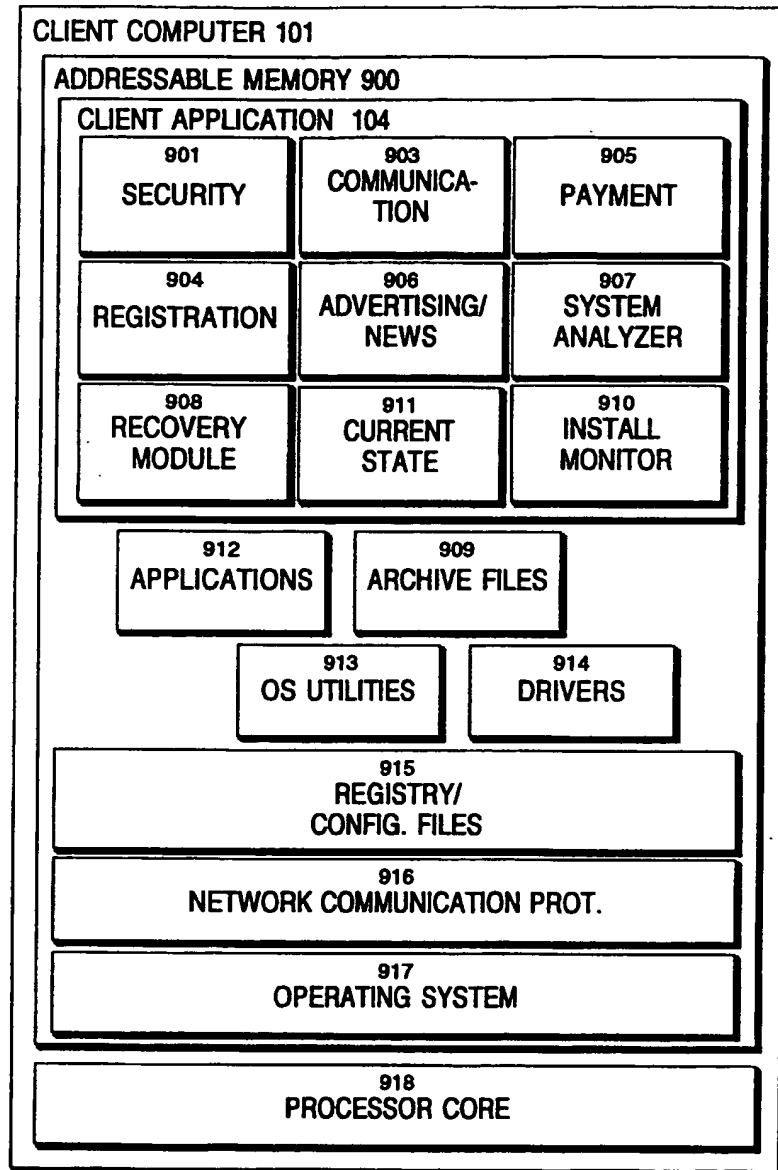 CLIENT COMPUTER 101
ADDRESSABLE MEMORY 900
CLIENT APPLICATION 104
901
SECURITY
903
COMMUNICA-
TION
905
PAYMENT
904
REGISTRATION
906
ADVERTISING/
NEWS
907
SYSTEM
ANALYZER
908
RECOVERY
MODULE
911
CURRENT
STATE
910
INSTALL
MONITOR
912
APPLICATIONS
909
ARCHIVE FILES
913
OS UTILITIES
914
DRIVERS
915
REGISTRY/
CONFIG. FILES
916
NETWORK COMMUNICATION PROT.
917
OPERATING SYSTEM
918
PROCESSOR CORE